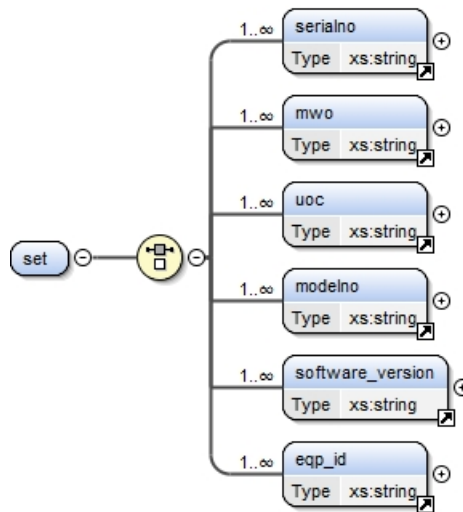 1..∞
serialno
Type xs:string
1..∞
mwo
Type xs:string
1..∞
uoc
Type xs:string
set
1..∞
modelno
Type xs:string
1..∞
software_version
Type xs:string
1..∞
eqp_id
Type xs:string